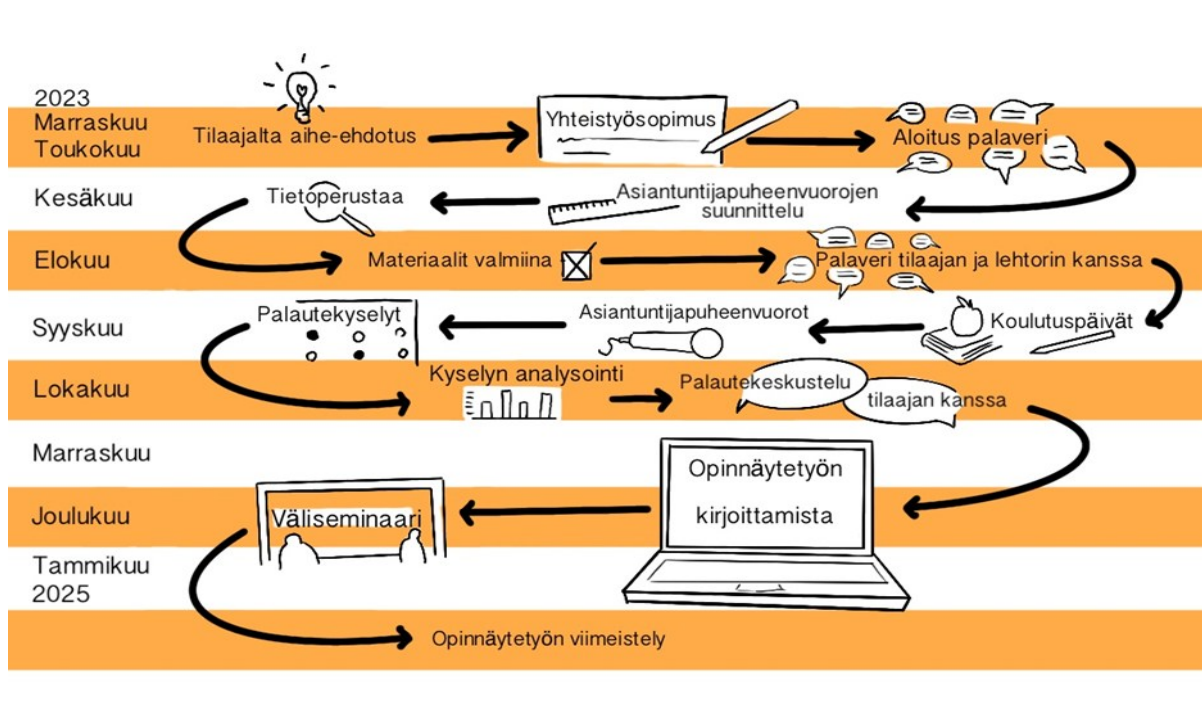 2023
Marraskuu
Toukokuu
Tilaajalta aihe-ehdotus
Yhteistyösopimus
Aloitus palaveri
Kesäkuu
Tietoperustaa
Asiantuntijapuheenvuorojen
suunnittelu
Elokuu
Materiaalit valmiina
Palaveri tilaajan ja lehtorin kanssa
Syyskuu
Palautekyselyt
Asiantuntijapuheenvuorot
Koulutuspäivät
Lokakuu
Kyselyn analysointi
Palautekeskustelu
tilaajan kanssa
Marraskuu
Opinnäytetyön
kirjoittamista
Joulukuu
Väliseminaari
Tammikuu
2025
Opinnäytetyön viimeistely